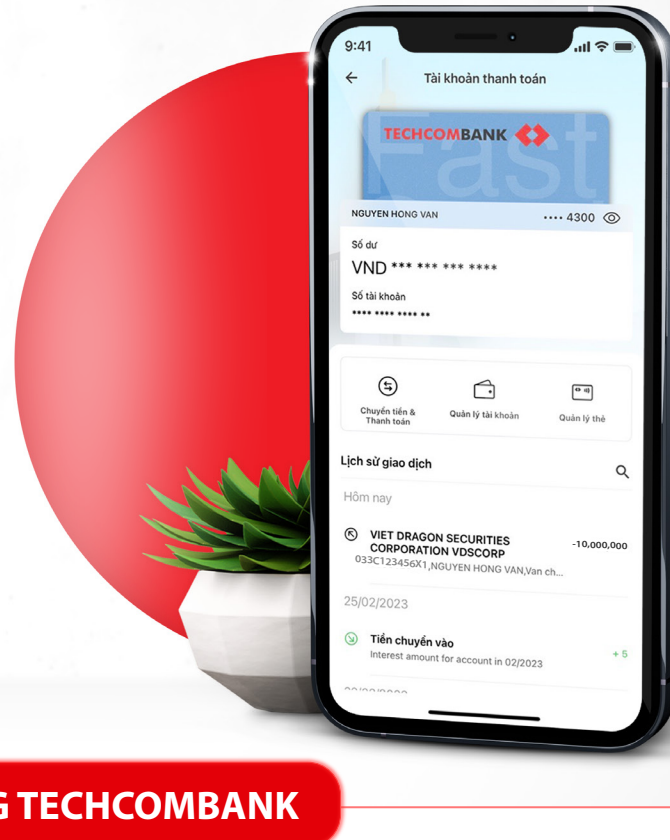 9:41
Tài khoản thanh toán
Fast
TECHCOMBANK
NGUYEN HONG VAN •••• 4300
Số dư
VND *** *** *** ****
Số tài khoản
**** **** **** **
Chuyển tiền &
Thanh toán
Quản lý tài khoản
Quản lý thẻ
Lịch sử giao dịch
Hôm nay
VIET DRAGON SECURITIES
CORPORATION VDSCORP
-10,000,000
033C123456X1,NGUYEN HONG VAN,Van ch...
25/02/2023
Tiền chuyển vào
+ 5
Interest amount for account in 02/2023
G TECHCOMBANK